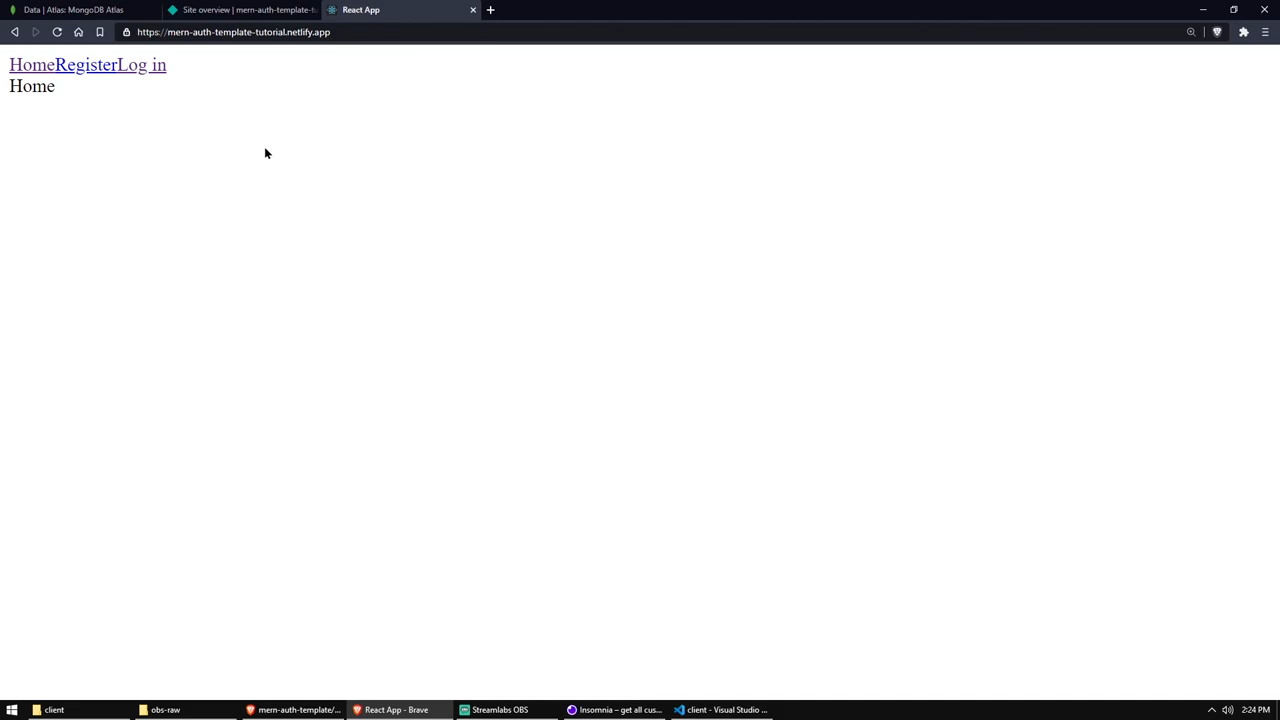 Data | Atlas: MongoDB Atlas
Site overview | mern-auth-template-tu
React App
https://mern-auth-template-tutorial.netlify.app
HomeRegisterLog in
Home
client
obs-raw
mern-auth-template/...
React App - Brave
Streamlabs OBS
Insomnia – get all cus...
client - Visual Studio ...
2:24 PM